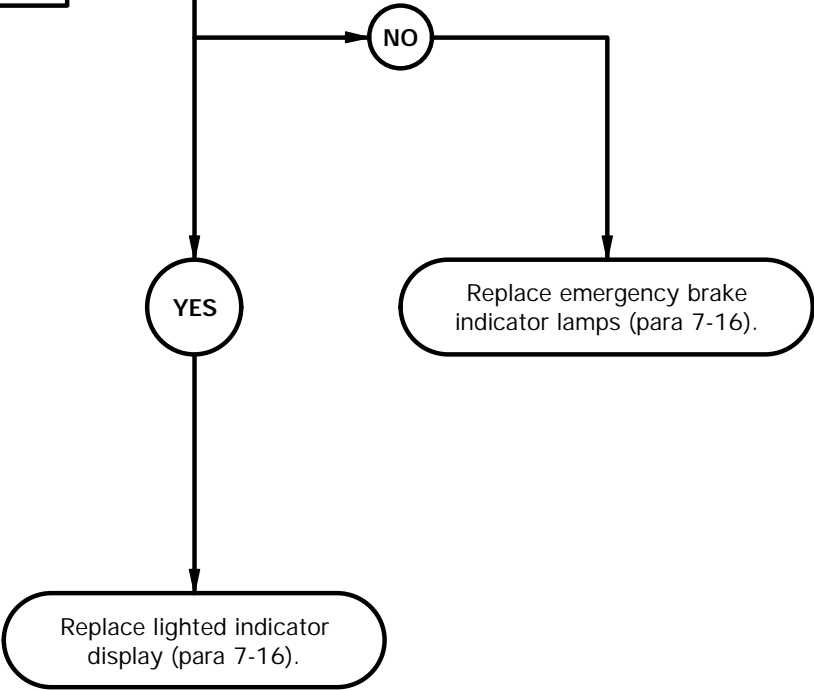 NO
YES
Replace emergency brake
indicator lamps (para 7-16).
Replace lighted indicator
display (para 7-16).